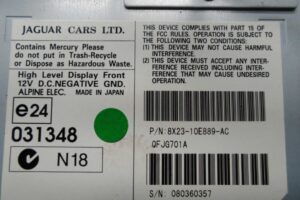 JAGUAR CARS LTD.
Contains Mercury Please
do not in Trash-Recycle
or Dispose as Hazardous Waste.
High Level Display Front
12V D.C.NEGATIVE GND.
ALPINE ELEC. MADE IN JAPAN
e24
031348
N18
THIS DEVICE COMPLIES WITH PART 15 OF
THE FCC RULES. OPERATION IS SUBJECT TO
THE FOLLOWING TWO CONDITIONS:
(1) THIS DEVICE MAY NOT CAUSE HARMFUL
INTERFERENCE.
(2) THIS DEVICE MUST ACCEPT ANY INTERFER-
ENCE RECEIVED INCLUDING INTER-
FERENCE THAT MAY CAUSE UNDESIRED
OPERATION.
P/N: 8X23-10E889-AC
QFJG701A
S/N: 080360357